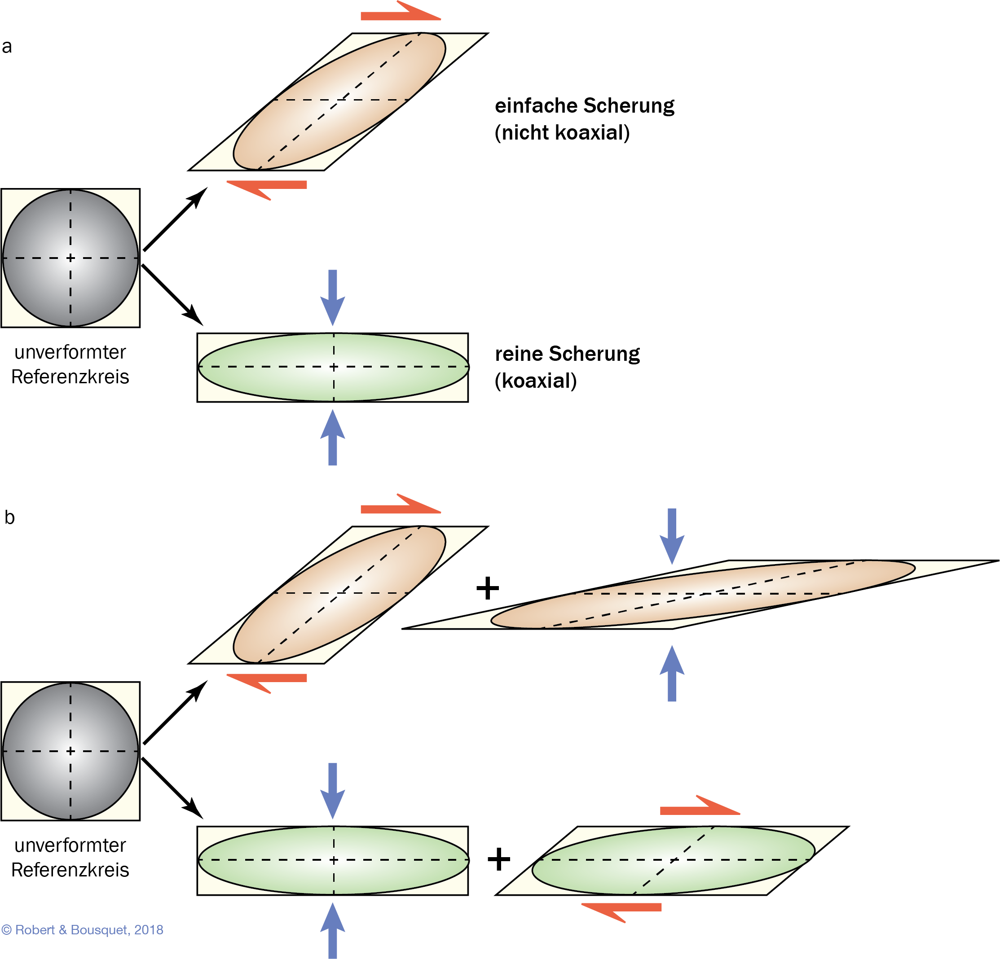 a
einfache Scherung
(nicht koaxial)
unverformter
Referenzkreis
reine Scherung
(koaxial)
b
+
unverformter
Referenzkreis
+
© Robert & Bousquet, 2018